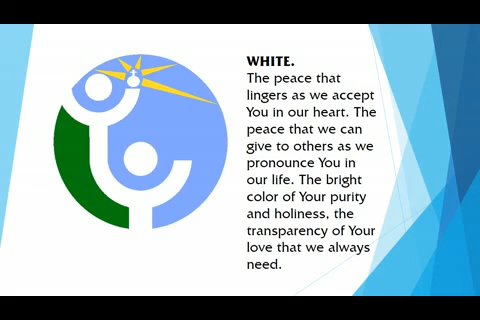 WHITE.
The peace that
lingers as we accept
You in our heart. The
peace that we can
give to others as we
pronounce You in
our life. The bright
color of Your purity
and holiness, the
transparency of Your
love that we always
need.